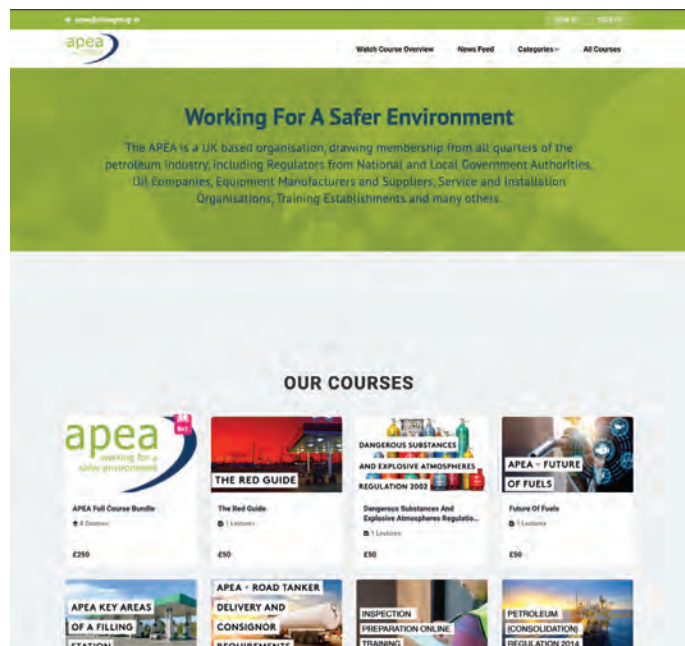 SIGN IN
SIGN UP
apea
Watch Course Overview
News Feed
Categories
All Courses
Working For A Safer Environment
The APEA is a UK based organisation, drawing membership from all quarters of the
petroleum industry, including Regulators from National and Local Government Authorities,
Oil Companies, Equipment Manufacturers and Suppliers, Service and Installation
Organisations, Training Establishments and many others.
OUR COURSES
apea
working for a
safer environment
THE RED GUIDE
DANGEROUS SUBSTANCES
AND EXPLOSIVE ATMOSPHERES
REGULATION 2002
APEA - FUTURE
OF FUELS
APEA Full Course Bundle
The Red Guide
Dangerous Substances And
Explosive Atmospheres Regulatio...
Future Of Fuels
Courses
1 Lectures
1 Lectures
1 Lectures
£250
£50
£50
£50
APEA KEY AREAS
OF A FILLING
STATION
APEA - ROAD TANKER
DELIVERY AND
CONSIGNOR
REQUIREMENTS
INSPECTION
PREPARATION ONLINE
TRAINING
PETROLEUM
(CONSOLIDATION)
REGULATION 2014